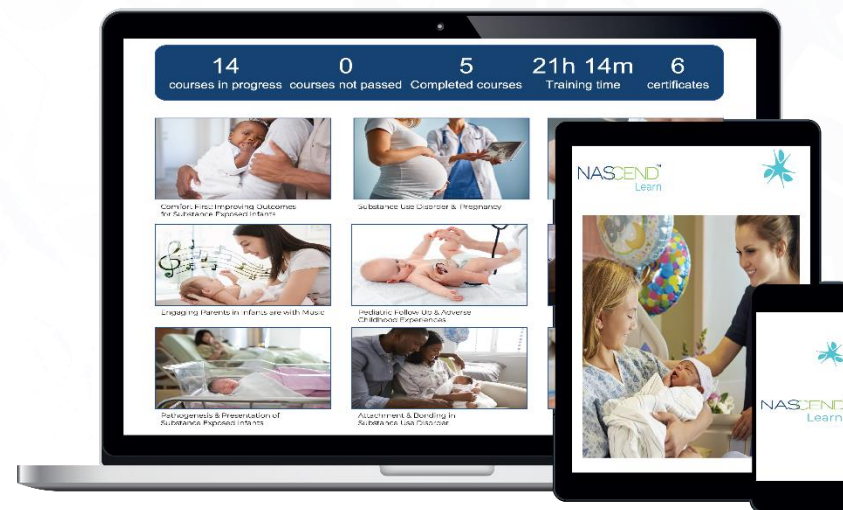 14
0
5
21h 14m
6
courses in progress
courses not passed
Completed courses
Training time
certificates
Comfort First: Improving Outcomes
for Substance Exposed Infants
Substance Use Disorder & Pregnancy
Engaging Parents in Infants are with Music
Pediatric Follow Up & Adverse
Childhood Experiences
Pathogenesis & Presentation of
Substance Exposed Infants
Attachment & Bonding in
Substance Use Disorder
NASCEND™
Learn
NASCEND
Learn